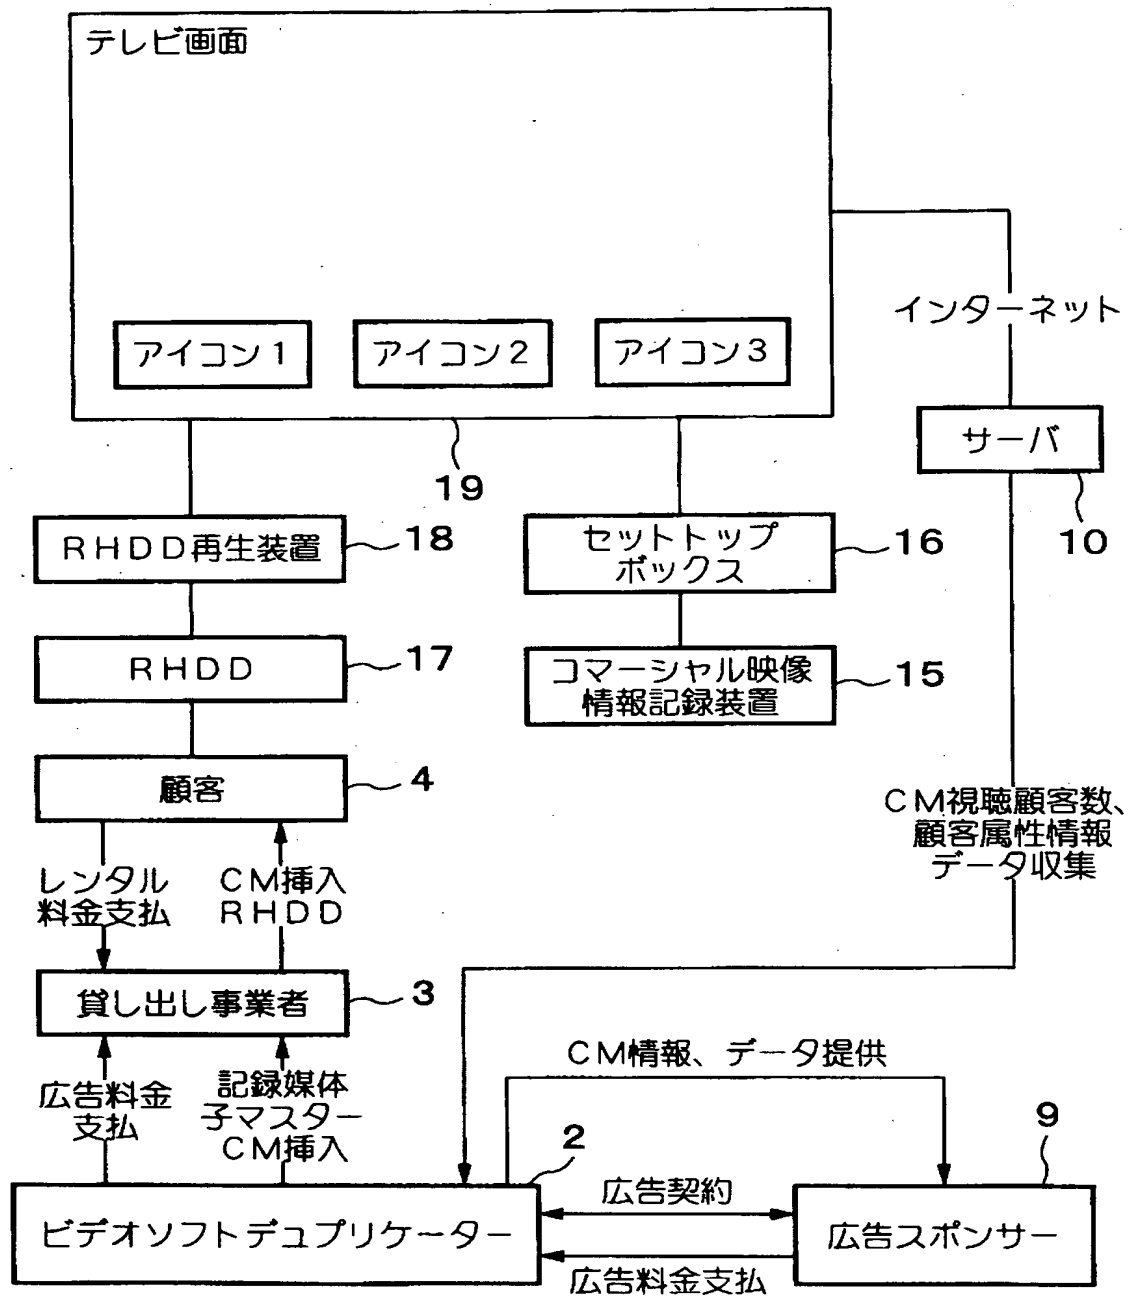 テレビ画面
インターネット
アイコン1
アイコン2
アイコン3
サーバ
19
10
RHDD再生装置
18
セットトップ
ボックス
16
RHDD
17
コマーシャル映像
情報記録装置
15
顧客
4
CM視聴顧客数、
顧客属性情報
データ収集
レンタル
料金支払
CM挿入
RHDD
貸し出し事業者
3
広告料金
支払
記録媒体
子マスター
CM挿入
CM情報、データ提供
2
9
ビデオソフトデュプリケーター
広告契約
広告料金支払
広告スポンサー